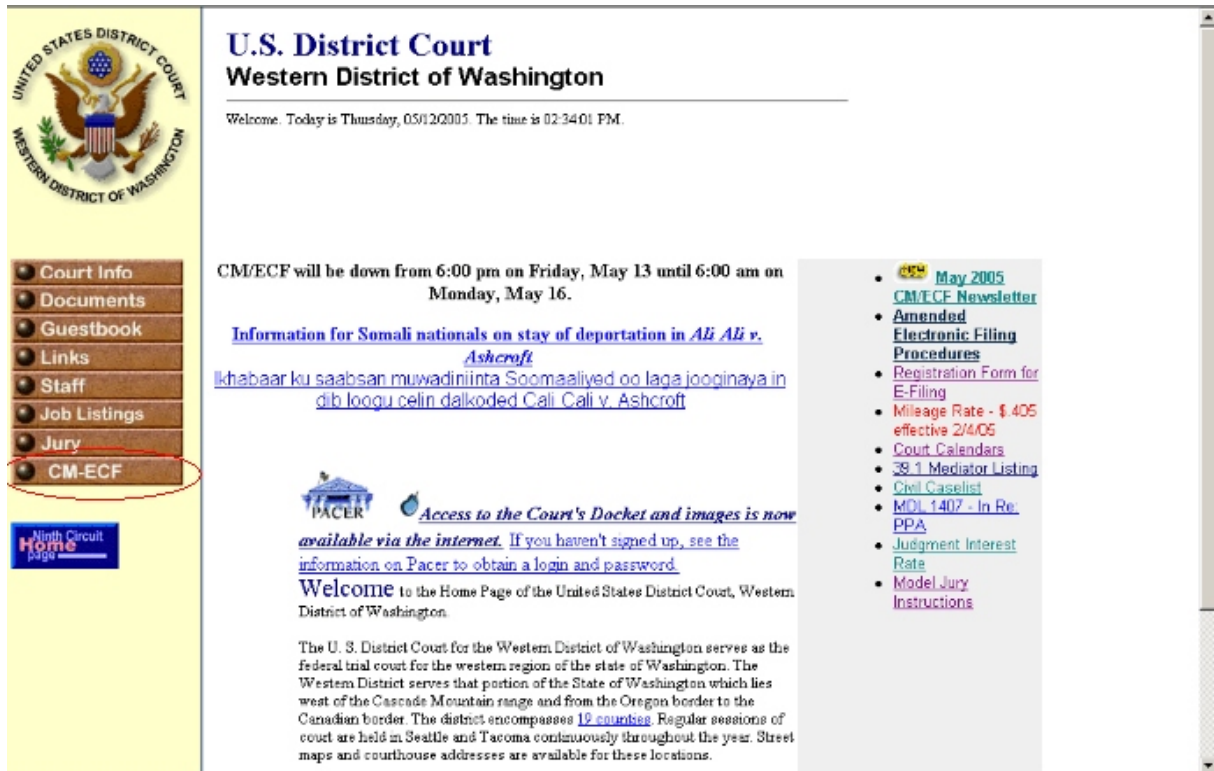 UNITED STATES DISTRICT COURT
WESTERN DISTRICT OF WASHINGTON
Court Info
Documents
Guestbook
Links
Staff
Job Listings
Jury
CM-ECF
Ninth Circuit
Home
page
U.S. District Court
Western District of Washington
Welcome. Today is Thursday, 05/12/2005. The time is 02:34:01 PM.
CM/ECF will be down from 6:00 pm on Friday, May 13 until 6:00 am on
Monday, May 16.
Information for Somali nationals on stay of deportation in Ali Ali v.
Ashcroft
Ikhabaar ku saabsan muwadiniinta Soomaaliyed oo laga jooginaya in
dib loogu celin dalkoded Cali Cali v. Ashcroft
PACER
Access to the Court's Docket and images is now
available via the internet. If you haven't signed up, see the
information on Pacer to obtain a login and password.
Welcome to the Home Page of the United States District Court, Western
District of Washington.
The U. S. District Court for the Western District of Washington serves as the
federal trial court for the western region of the state of Washington. The
Western District serves that portion of the State of Washington which lies
west of the Cascade Mountain range and from the Oregon border to the
Canadian border. The district encompasses 19 counties. Regular sessions of
court are held in Seattle and Tacoma continuously throughout the year. Street
maps and courthouse addresses are available for these locations.
May 2005
CM/ECF Newsletter
Amended
Electronic Filing
Procedures
Registration Form for
E-Filing
Mileage Rate - $.405
effective 2/4/05
Court Calendars
39.1 Mediator Listing
Civil Caselist
MDL 1407 - In Re:
PPA
Judgment Interest
Rate
Model Jury
Instructions